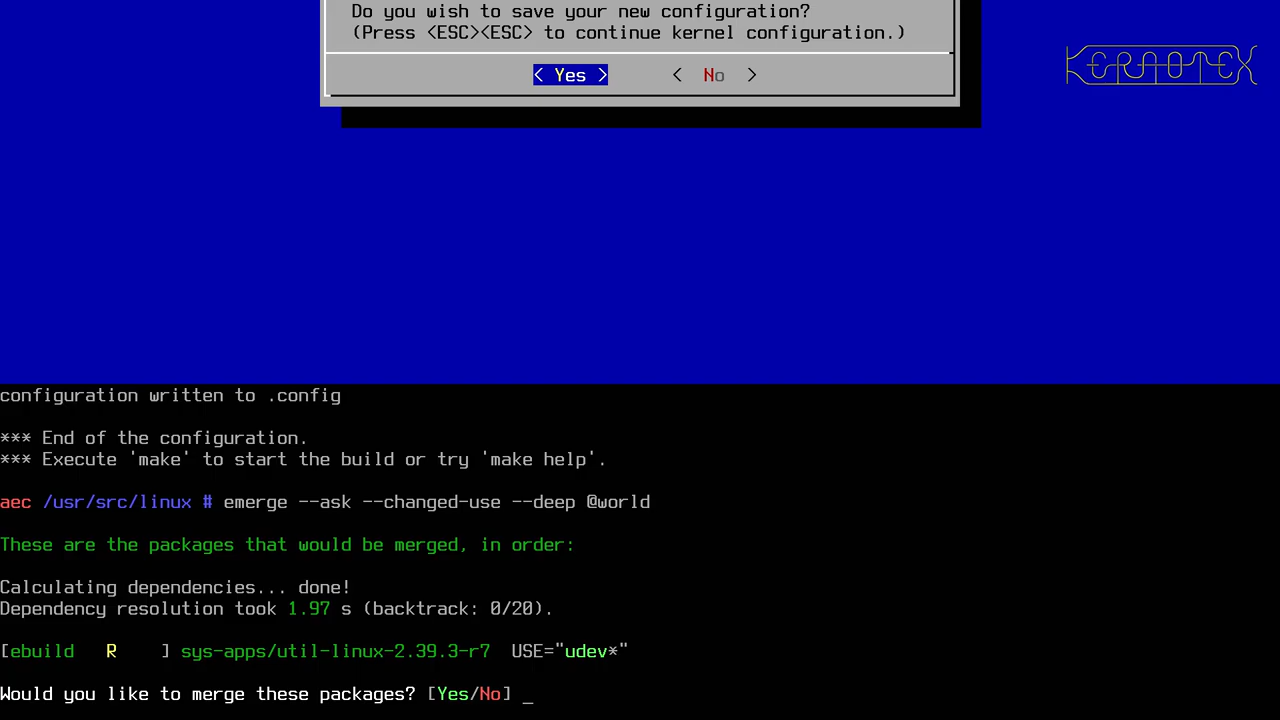 Do you wish to save your new configuration?
(Press <ESC><ESC> to continue kernel configuration.)
< Yes > < No >
KERNOTEX
configuration written to .config
*** End of the configuration.
*** Execute 'make' to start the build or try 'make help'.
aec /usr/src/linux # emerge --ask --changed-use --deep @world
These are the packages that would be merged, in order:
Calculating dependencies... done!
Dependency resolution took 1.97 s (backtrack: 0/20).
[ebuild   R    ] sys-apps/util-linux-2.39.3-r7  USE="udev*"
Would you like to merge these packages? [Yes/No] _